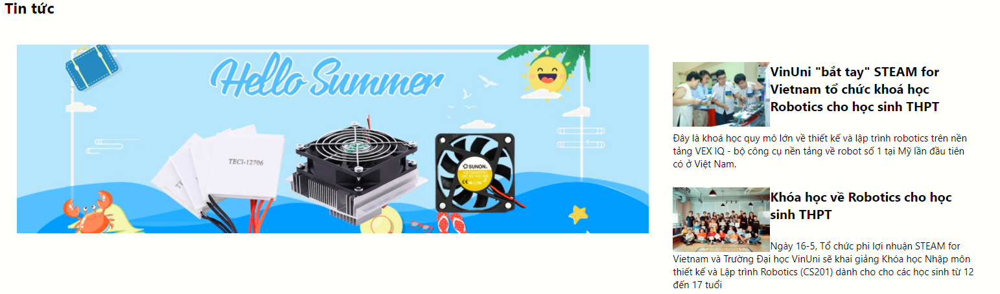 Tin tức
Hello Summer
TEC1-12706
SUNON
VinUni "bắt tay" STEAM for
Vietnam tổ chức khoá học
Robotics cho học sinh THPT
Đây là khoá học quy mô lớn về thiết kế và lập trình robotics trên nền
tảng VEX IQ - bộ công cụ nền tảng về robot số 1 tại Mỹ lần đầu tiên
có ở Việt Nam.
Khóa học về Robotics cho học
sinh THPT
Ngày 16-5, Tổ chức phi lợi nhuận STEAM for
Vietnam và Trường Đại học VinUni sẽ khai giảng Khóa học Nhập môn
thiết kế và Lập trình Robotics (CS201) dành cho cho các học sinh từ 12
đến 17 tuổi